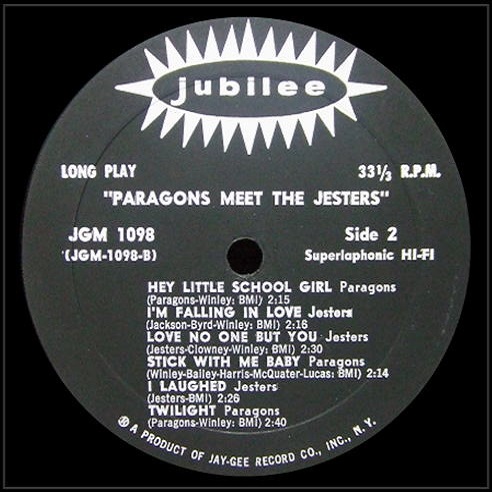 jubilee
LONG PLAY 33 1/3 R.P.M.
"PARAGONS MEET THE JESTERS"
JGM 1098 Side 2
(JGM-1098-B) Superlaphonic HI-FI
HEY LITTLE SCHOOL GIRL Paragons
(Paragons-Winley: BMI) 2:15
I'M FALLING IN LOVE Jesters
(Jackson-Byrd-Winley: BMI) 2:16
LOVE NO ONE BUT YOU Jesters
(Jesters-Clowney-Winley: BMI) 2:30
STICK WITH ME BABY Paragons
(Winley-Bailey-Harris-McQuater-Lucas: BMI) 2:14
I LAUGHED Jesters
(Jesters-BMI) 2:26
TWILIGHT Paragons
(Paragons-Winley: BMI) 2:40
A PRODUCT OF JAY-GEE RECORD CO., INC., N. Y.